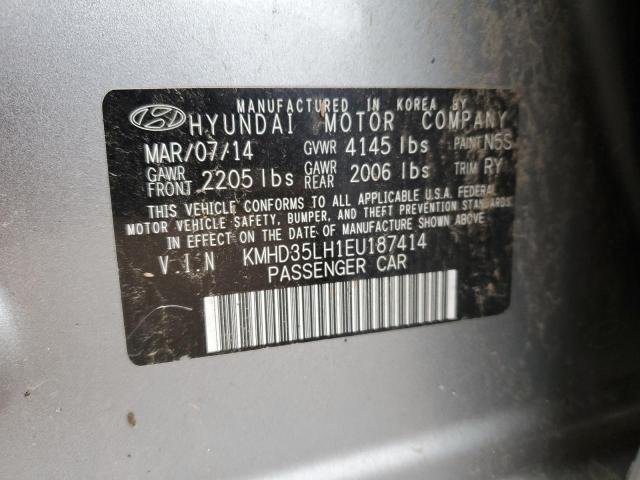 MANUFACTURED IN KOREA BY
HYUNDAI MOTOR COMPANY
MAR/07/14 GVWR 4145 lbs PAINT N5S
GAWR FRONT 2205 lbs GAWR REAR 2006 lbs TRIM RY
THIS VEHICLE CONFORMS TO ALL APPLICABLE U.S.A. FEDERAL
MOTOR VEHICLE SAFETY, BUMPER, AND THEFT PREVENTION STANDARDS
IN EFFECT ON THE DATE OF MANUFACTURE SHOWN ABOVE.
VIN KMHD35LH1EU187414
PASSENGER CAR